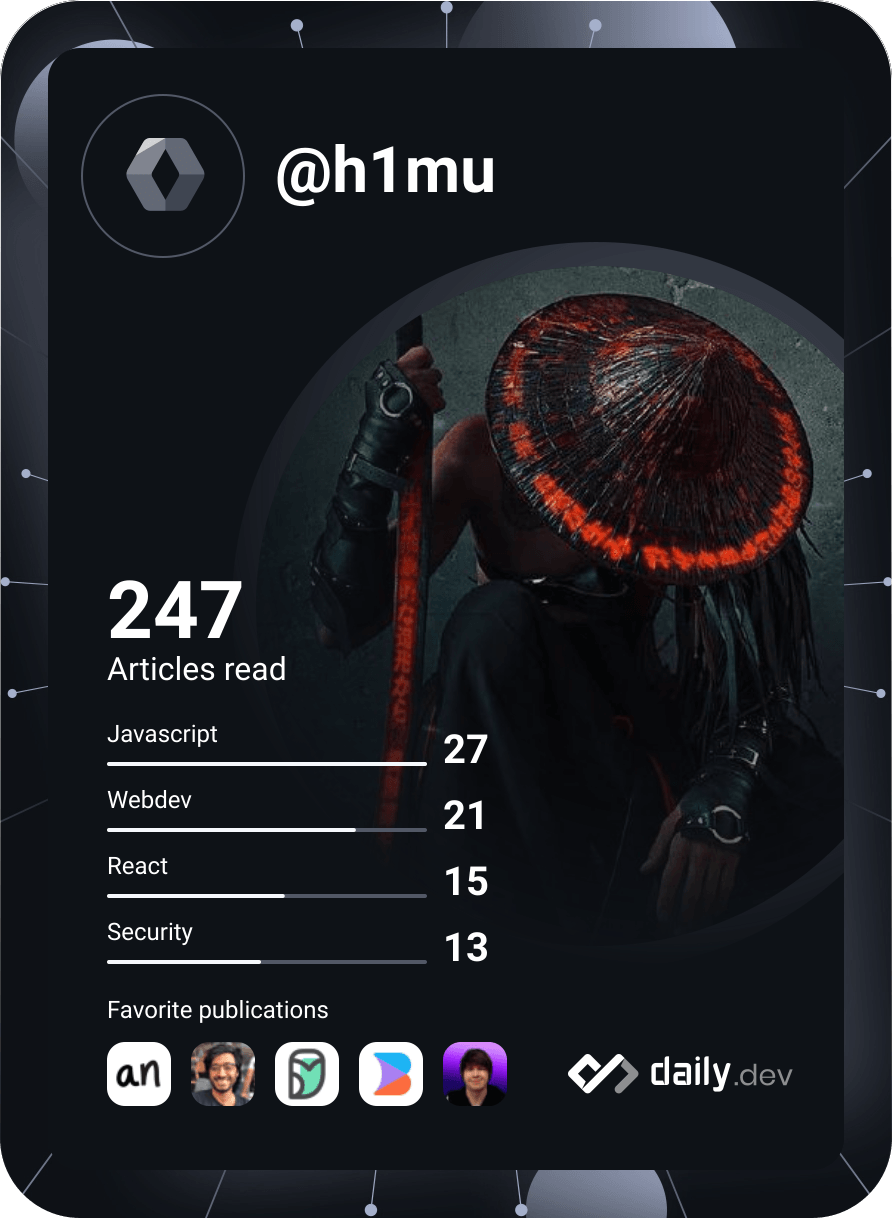 @h1mu
247
Articles read
Javascript 27
Webdev 21
React 15
Security 13
Favorite publications
an
daily.dev